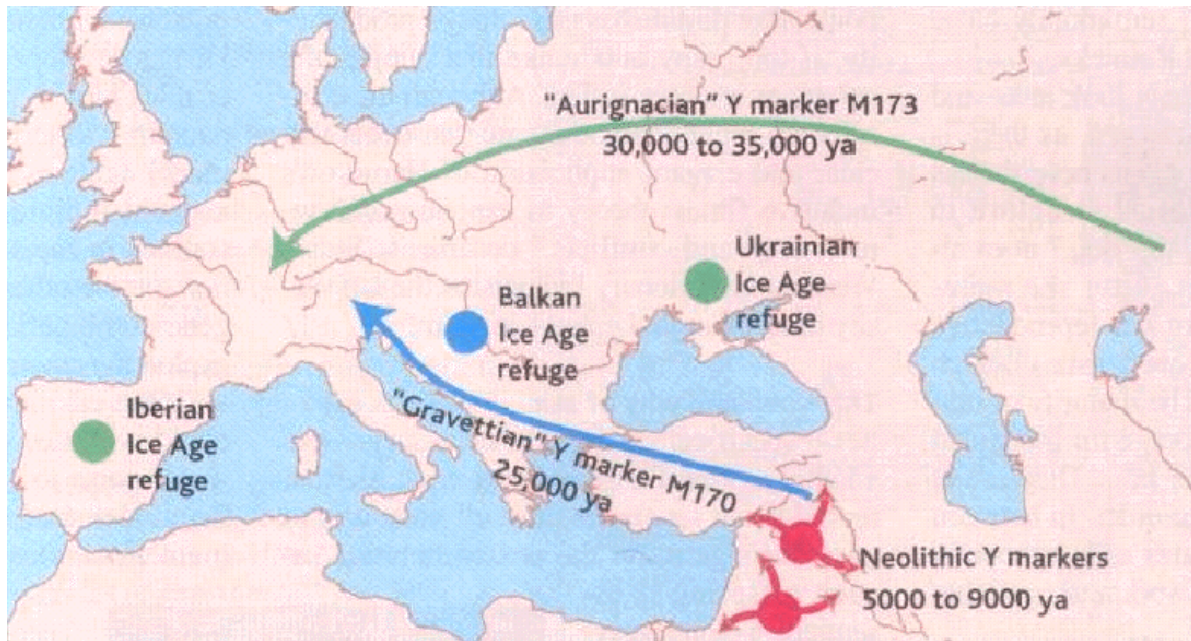 "Aurignacian" Y marker M173
30,000 to 35,000 ya
Ukrainian
Ice Age
refuge
Balkan
Ice Age
refuge
Iberian
Ice Age
refuge
"Gravettian" Y marker M170
25,000 ya
Neolithic Y markers
5000 to 9000 ya